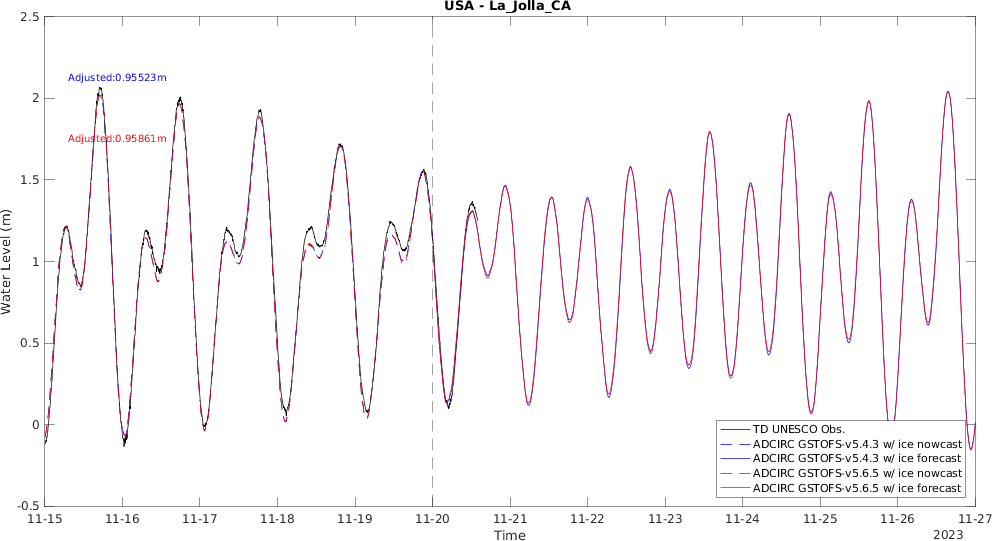 USA - La_Jolla_CA
2.5
2
1.5
1
0.5
0
-0.5
Water Level (m)
Adjusted:0.95523m
Adjusted:0.95861m
TD UNESCO Obs.
ADCIRC GSTOFS-v5.4.3 w/ ice nowcast
ADCIRC GSTOFS-v5.4.3 w/ ice forecast
ADCIRC GSTOFS-v5.6.5 w/ ice nowcast
ADCIRC GSTOFS-v5.6.5 w/ ice forecast
11-15 11-16 11-17 11-18 11-19 11-20 11-21 11-22 11-23 11-24 11-25 11-26 11-27
Time
2023